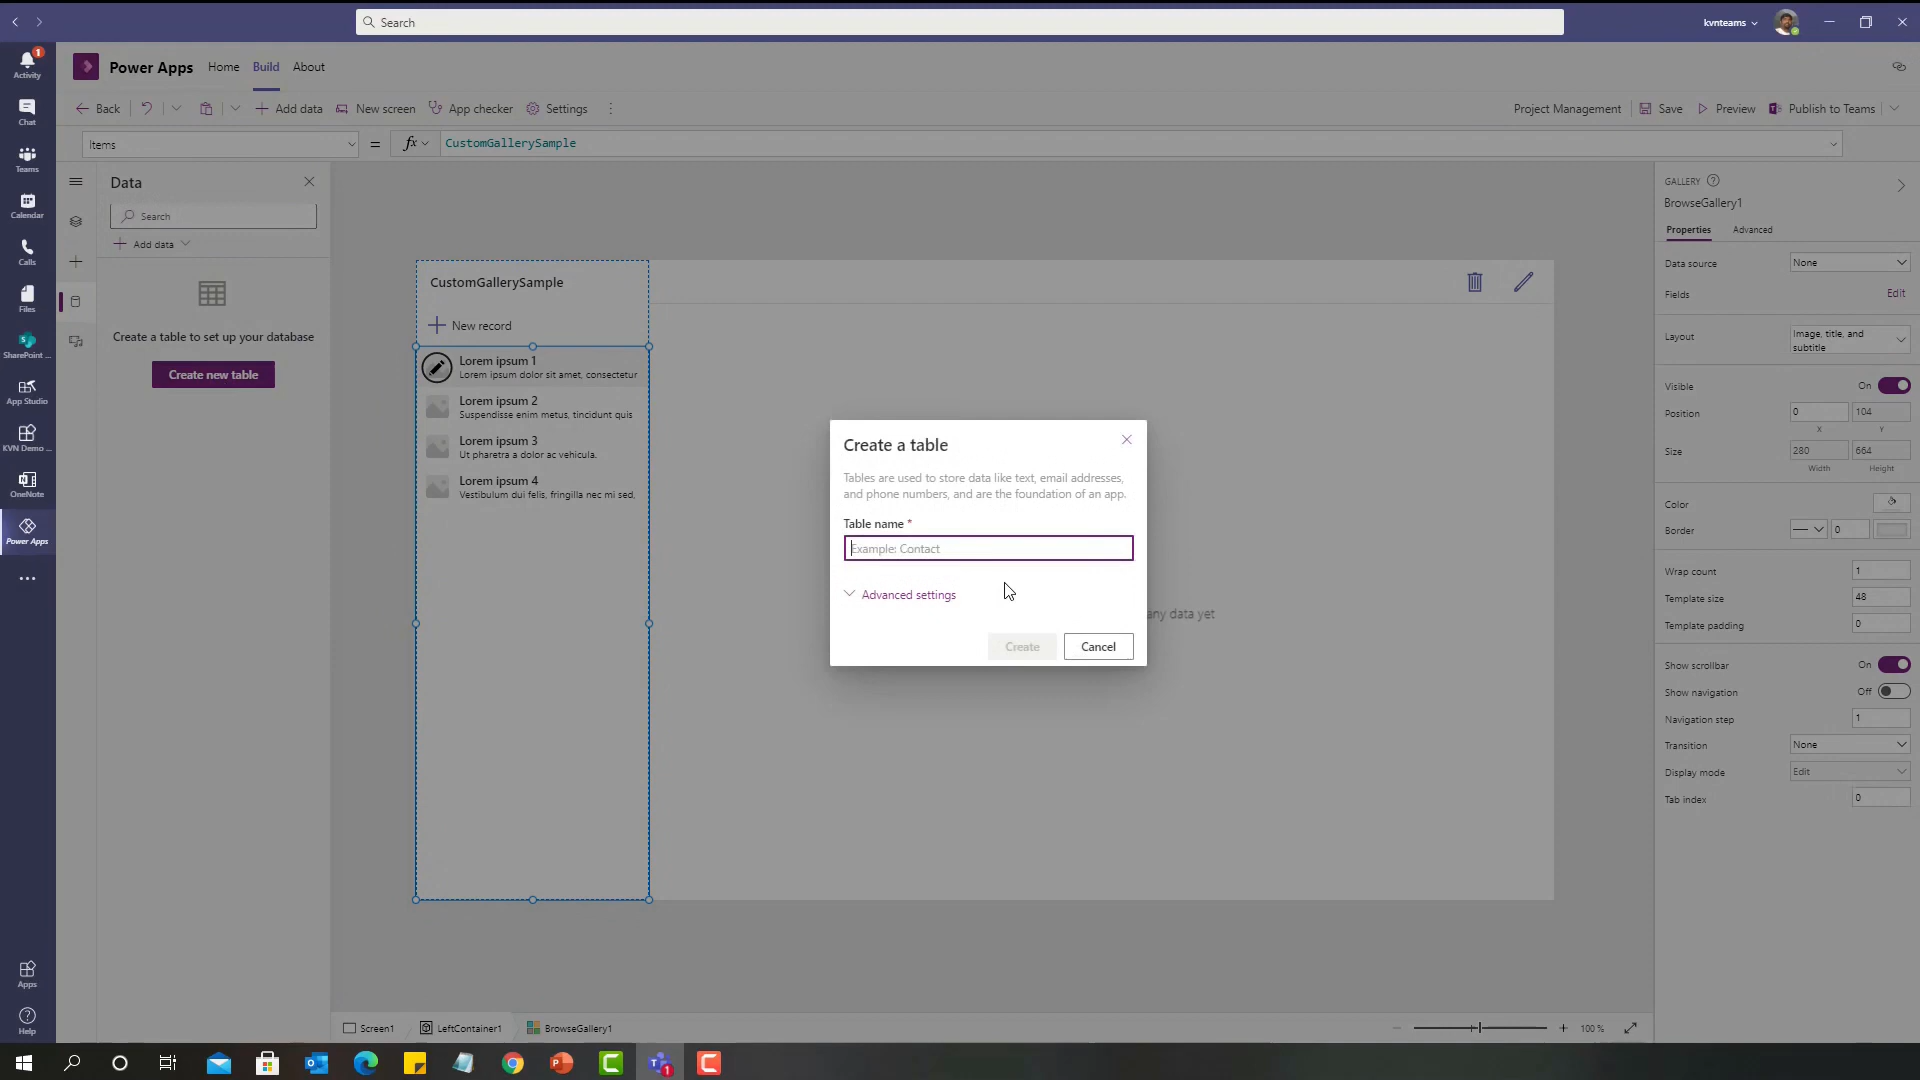 Search
kvnteams
1
Activity
Chat
Teams
Calendar
Calls
Files
SharePoint ...
App Studio
KVN Demo ...
OneNote
Power Apps
Apps
Help
Power Apps
Home
Build
About
Back
Add data
New screen
App checker
Settings
Project Management
Save
Preview
Publish to Teams
Items
=
fx
CustomGallerySample
Data
Search
Add data
Create a table to set up your database
Create new table
CustomGallerySample
New record
Lorem ipsum 1
Lorem ipsum dolor sit amet, consectetur
Lorem ipsum 2
Suspendisse enim metus, tincidunt quis
Lorem ipsum 3
Ut pharetra a dolor ac vehicula.
Lorem ipsum 4
Vestibulum dui felis, fringilla nec mi sed,
any data yet
Create a table
Tables are used to store data like text, email addresses,
and phone numbers, and are the foundation of an app.
Table name *
Example: Contact
Advanced settings
Create
Cancel
GALLERY
BrowseGallery1
Properties
Advanced
Data source
None
Fields
Edit
Layout
Image, title, and
subtitle
Visible
On
Position
0
104
X
Y
Size
280
664
Width
Height
Color
Border
0
Wrap count
1
Template size
48
Template padding
0
Show scrollbar
On
Show navigation
Off
Navigation step
1
Transition
None
Display mode
Edit
Tab index
0
Screen1
LeftContainer1
BrowseGallery1
100 %
1